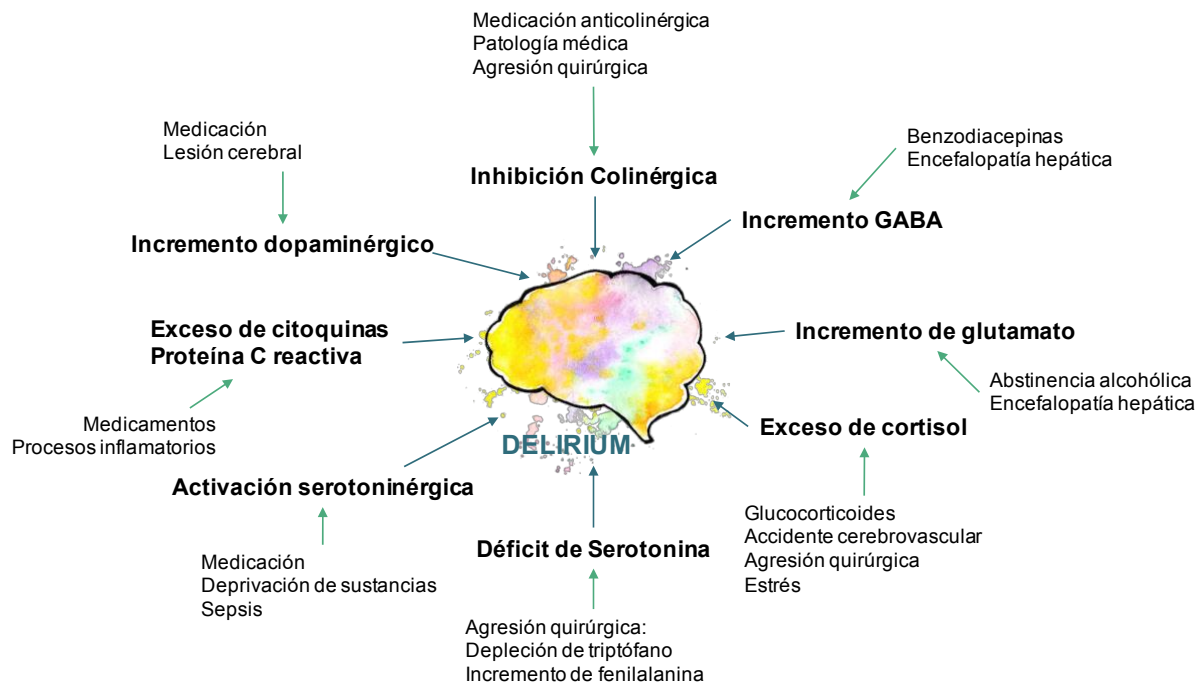 Medicación anticolinérgica
Patología médica
Agresión quirúrgica
Medicación
Lesión cerebral
Benzodiacepinas
Encefalopatía hepática
Inhibición Colinérgica
Incremento GABA
Incremento dopaminérgico
Exceso de citoquinas
Proteína C reactiva
Incremento de glutamato
Abstinencia alcohólica
Encefalopatía hepática
Medicamentos
Procesos inflamatorios
Exceso de cortisol
DELIRIUM
Activación serotoninérgica
Glucocorticoides
Accidente cerebrovascular
Agresión quirúrgica
Estrés
Déficit de Serotonina
Medicación
Deprivación de sustancias
Sepsis
Agresión quirúrgica:
Depleción de triptófano
Incremento de fenilalanina